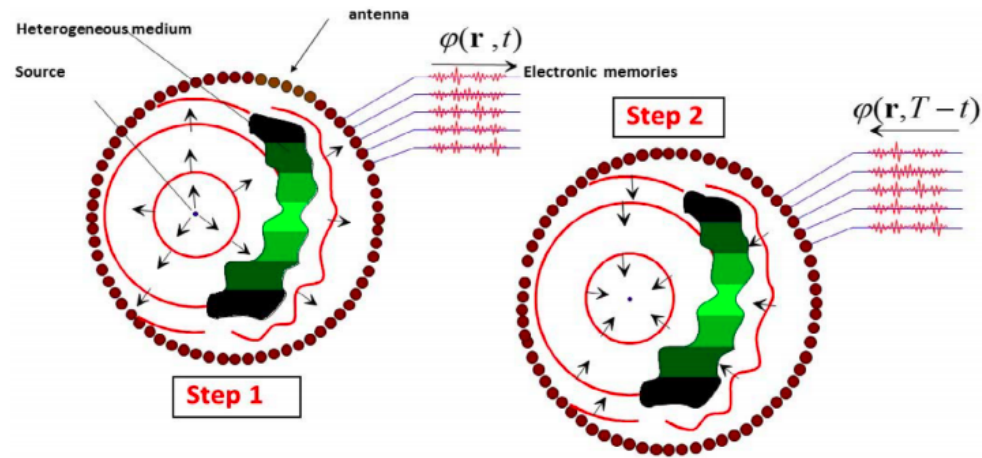 antenna
Heterogeneous medium
φ(r ,t)
Source
Electronic memories
Step 2
φ(r,T−t)
Step 1